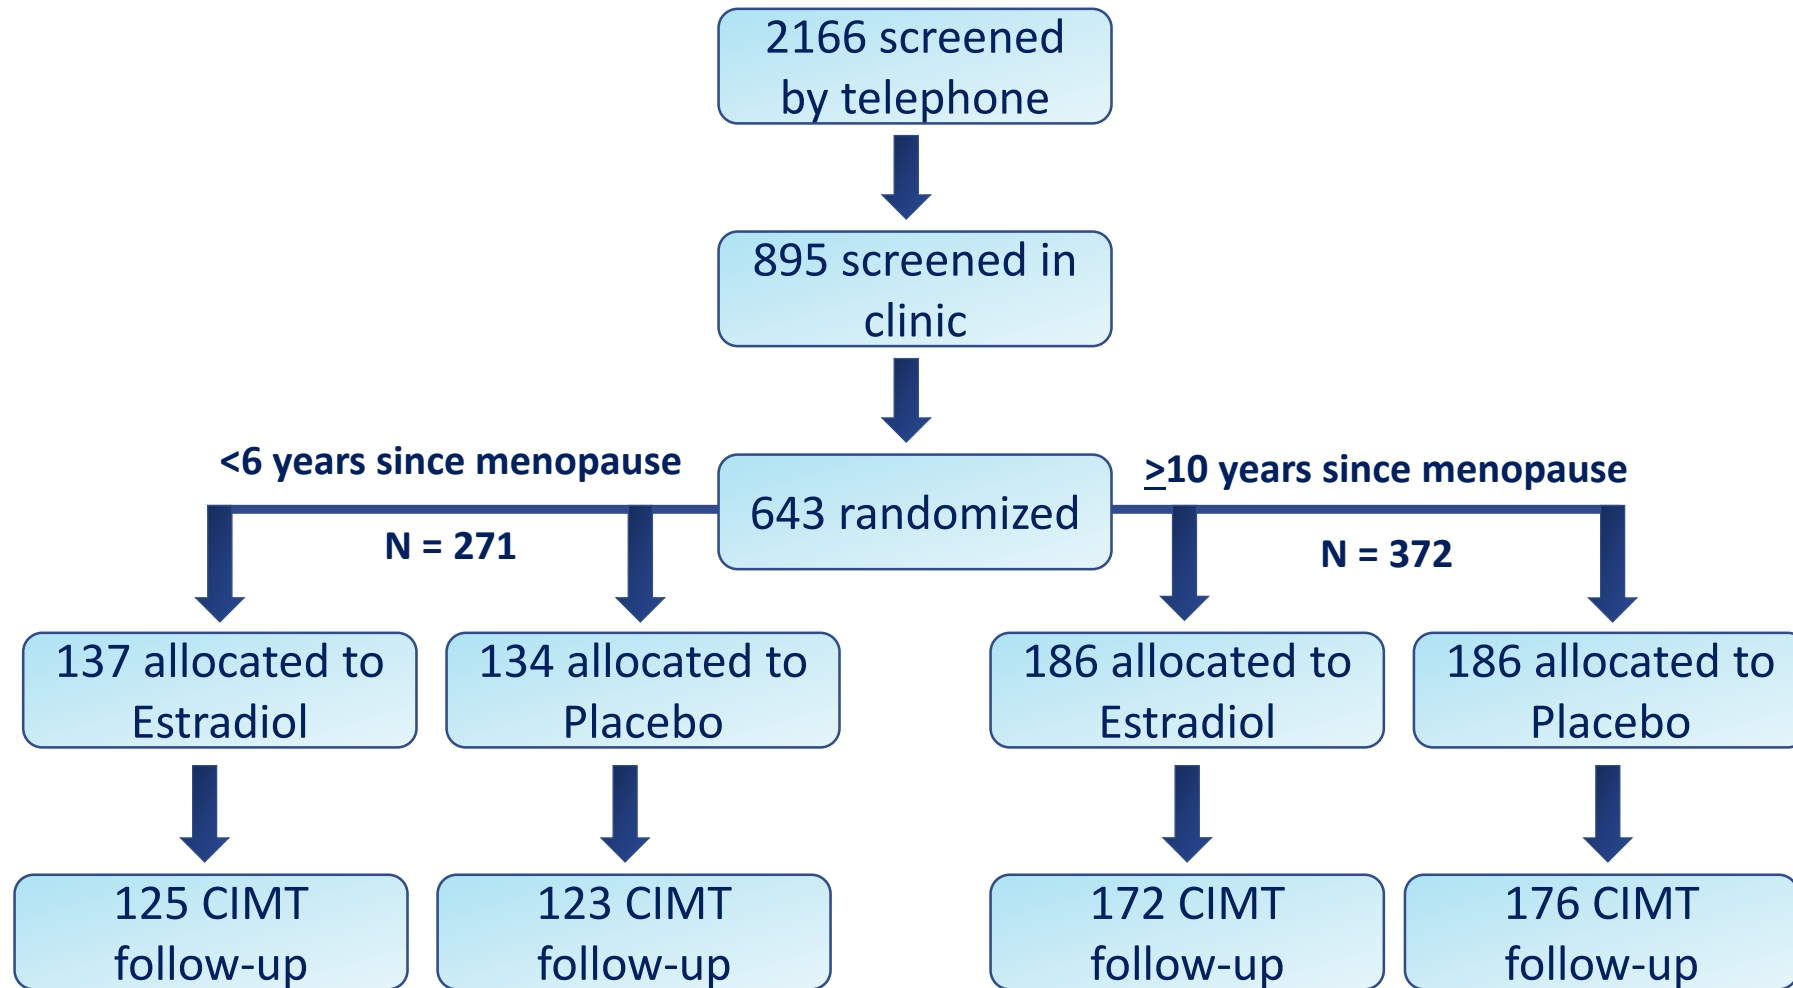 2166 screened
by telephone
895 screened in
clinic
<6 years since menopause
≥10 years since menopause
643 randomized
N = 271
N = 372
137 allocated to
Estradiol
134 allocated to
Placebo
186 allocated to
Estradiol
186 allocated to
Placebo
125 CIMT
follow-up
123 CIMT
follow-up
172 CIMT
follow-up
176 CIMT
follow-up